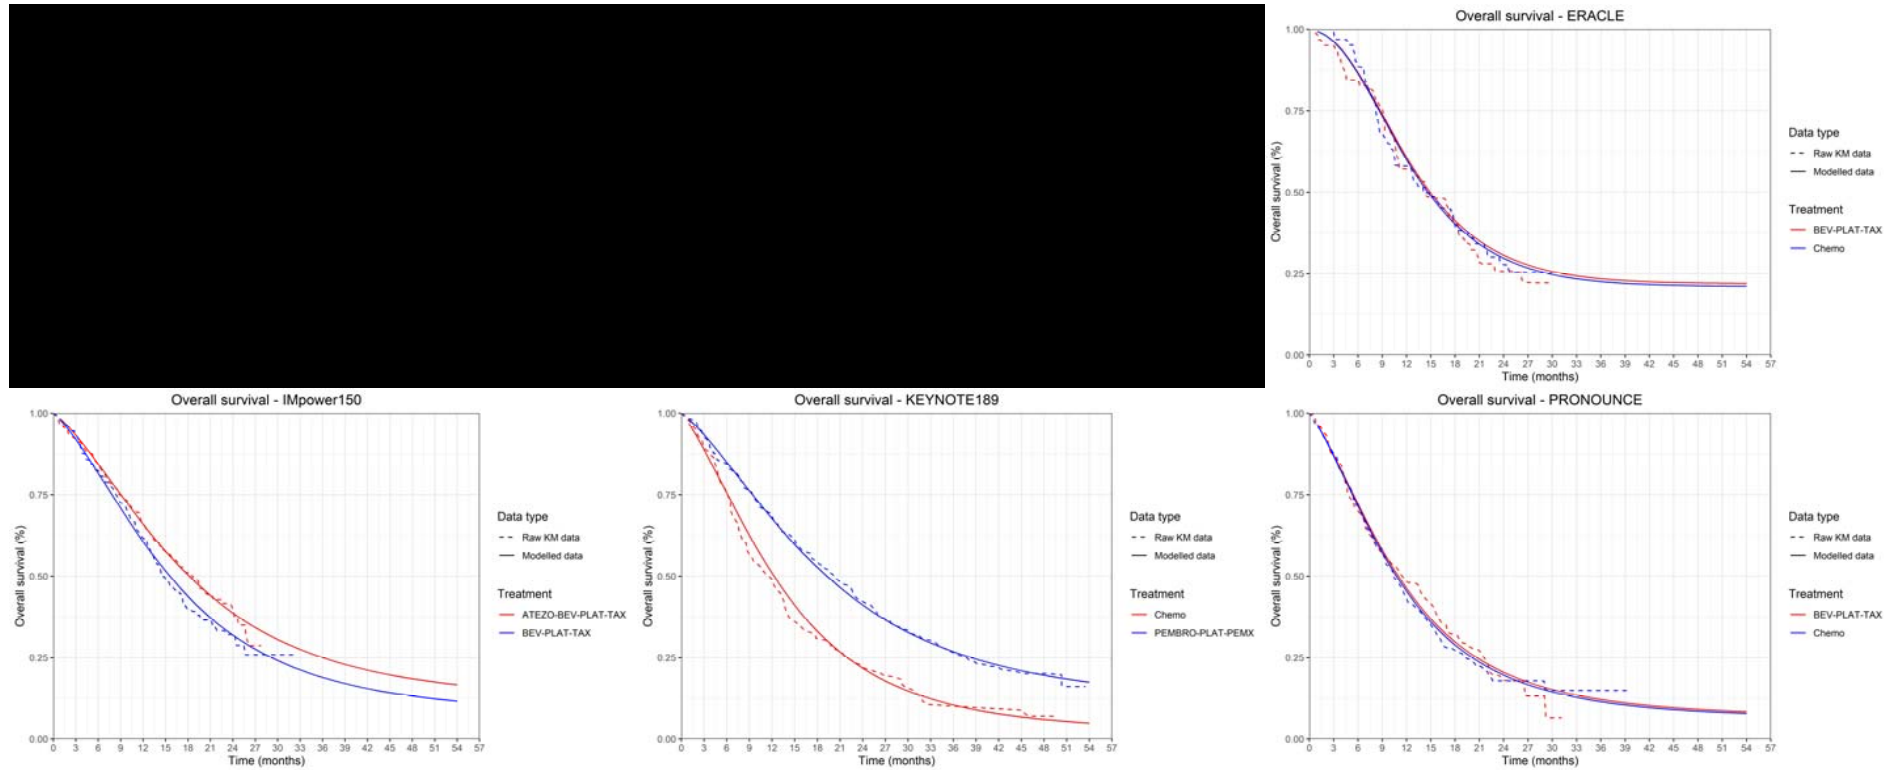 Overall survival - ERACLE
Overall survival (%)
1.00
0.75
0.50
0.25
0.00
0 3 6 9 12 15 18 21 24 27 30 33 36 39 42 45 48 51 54 57
Time (months)
Data type
Raw KM data
Modelled data
Treatment
BEV-PLAT-TAX
Chemo
Overall survival - IMpower150
Overall survival (%)
1.00
0.75
0.50
0.25
0.00
0 3 6 9 12 15 18 21 24 27 30 33 36 39 42 45 48 51 54 57
Time (months)
Data type
Raw KM data
Modelled data
Treatment
ATEZO-BEV-PLAT-TAX
BEV-PLAT-TAX
Overall survival - KEYNOTE189
Overall survival (%)
1.00
0.75
0.50
0.25
0.00
0 3 6 9 12 15 18 21 24 27 30 33 36 39 42 45 48 51 54 57
Time (months)
Data type
Raw KM data
Modelled data
Treatment
Chemo
PEMBRO-PLAT-PEMX
Overall survival - PRONOUNCE
Overall survival (%)
1.00
0.75
0.50
0.25
0.00
0 3 6 9 12 15 18 21 24 27 30 33 36 39 42 45 48 51 54 57
Time (months)
Data type
Raw KM data
Modelled data
Treatment
BEV-PLAT-TAX
Chemo